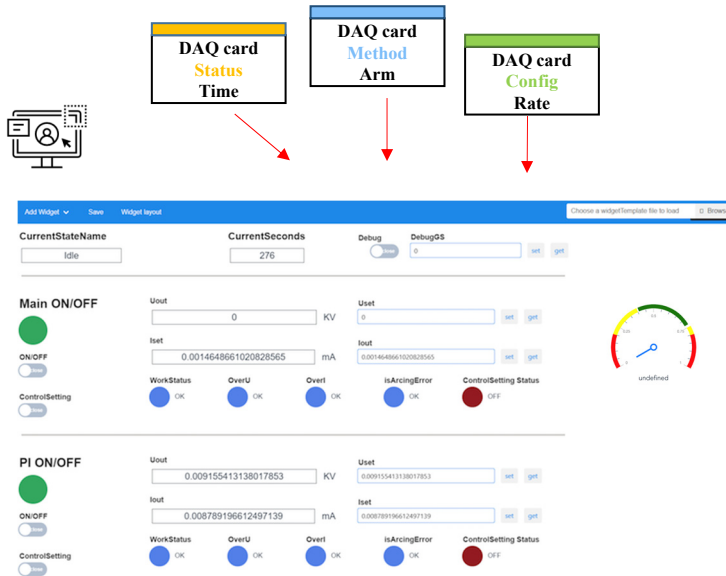 DAQ card
Status
Time
DAQ card
Method
Arm
DAQ card
Config
Rate
Add Widget Save Widget layout Choose a widgetTemplate file to load 0 Brows
CurrentStateName CurrentSeconds Debug DebugGS
Idle 276 0 set get
Main ON/OFF Uout Uset
0 KV 0 set get
Iset Iout
ON/OFF 0.0014648661020828565 mA 0.0014648661020828565 set get
WorkStatus OverU OverI isArcingError ControlSetting Status
ControlSetting OK OK OK OK OFF
undefined
PI ON/OFF Uout Uset
0.009155413138017853 KV 0.009155413138017853 set get
Iout Iset
ON/OFF 0.008789196612497139 mA 0.008789196612497139 set get
WorkStatus OverU OverI isArcingError ControlSetting Status
ControlSetting OK OK OK OK OFF